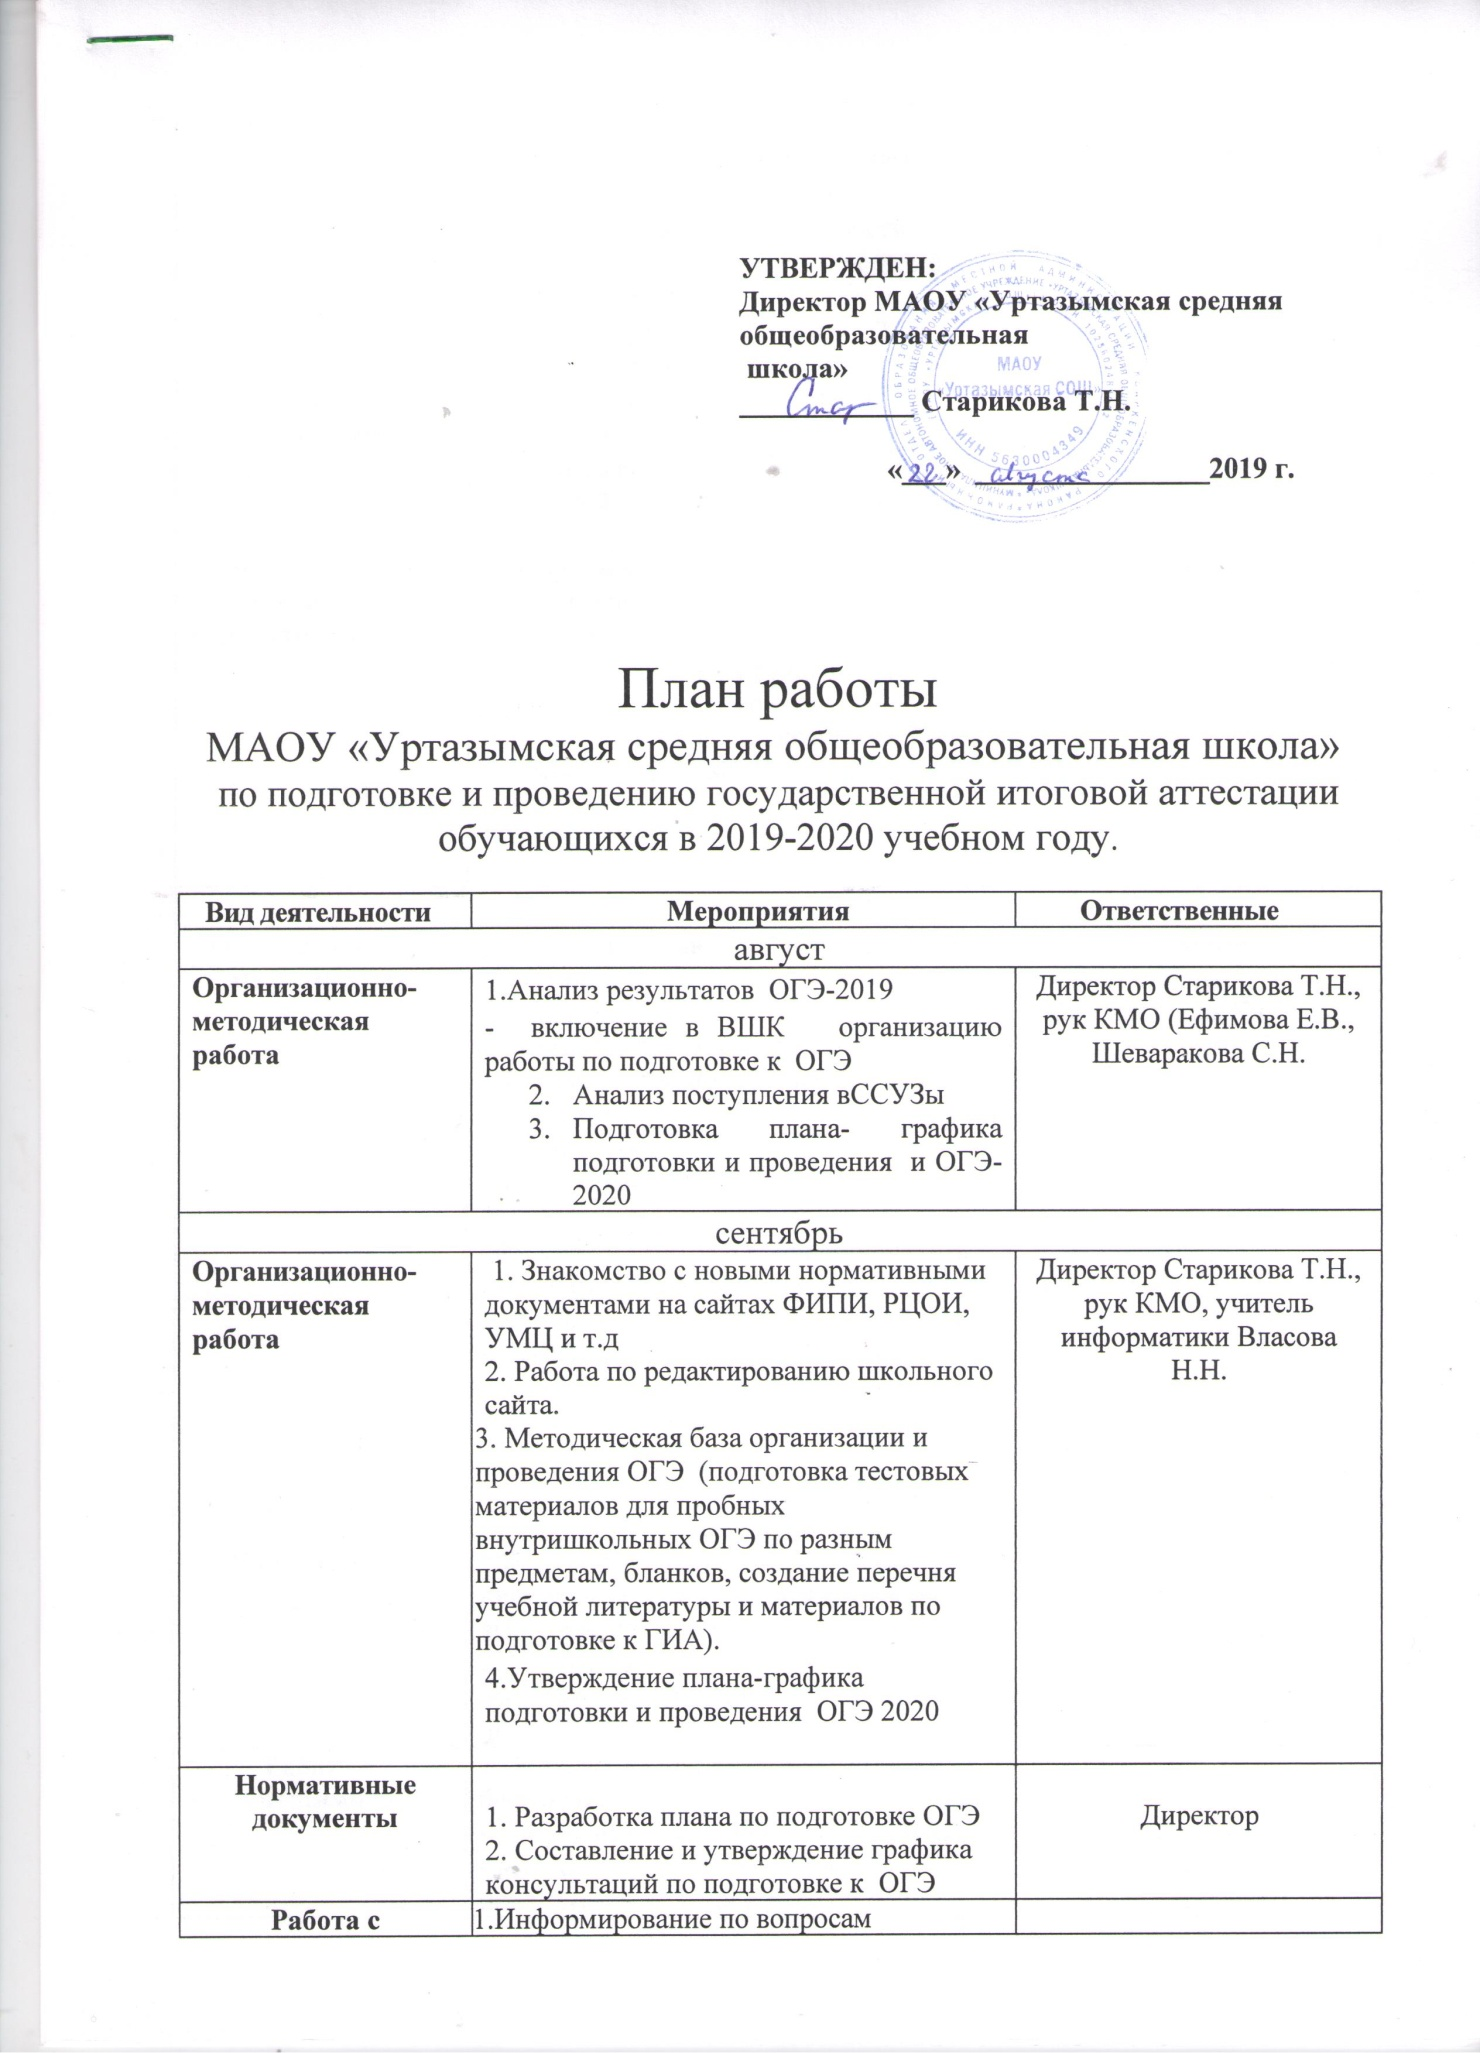 УТВЕРЖДЕН:
Директор МАОУ «Уртазымская средняя
общеобразовательная
школа»
Стар Старикова Т.Н.
МАОУ
«Уртазымская СОШ»
ИНН 5630004349
«22» августа 2019 г.
План работы
МАОУ «Уртазымская средняя общеобразовательная школа»
по подготовке и проведению государственной итоговой аттестации
обучающихся в 2019-2020 учебном году.
Вид деятельности Мероприятия Ответственные
август
Организационно-
методическая
работа
1.Анализ результатов ОГЭ-2019
- включение в ВШК организацию
работы по подготовке к ОГЭ
2. Анализ поступления вССУЗы
3. Подготовка плана- графика
подготовки и проведения и ОГЭ-
2020
Директор Старикова Т.Н.,
рук КМО (Ефимова Е.В.,
Шеваракова С.Н.
сентябрь
Организационно-
методическая
работа
1. Знакомство с новыми нормативными
документами на сайтах ФИПИ, РЦОИ,
УМЦ и т.д
2. Работа по редактированию школьного
сайта.
3. Методическая база организации и
проведения ОГЭ (подготовка тестовых
материалов для пробных
внутришкольных ОГЭ по разным
предметам, бланков, создание перечня
учебной литературы и материалов по
подготовке к ГИА).
4.Утверждение плана-графика
подготовки и проведения ОГЭ 2020
Директор Старикова Т.Н.,
рук КМО, учитель
информатики Власова
Н.Н.
Нормативные
документы
1. Разработка плана по подготовке ОГЭ
2. Составление и утверждение графика
консультаций по подготовке к ОГЭ
Директор
Работа с
1.Информирование по вопросам